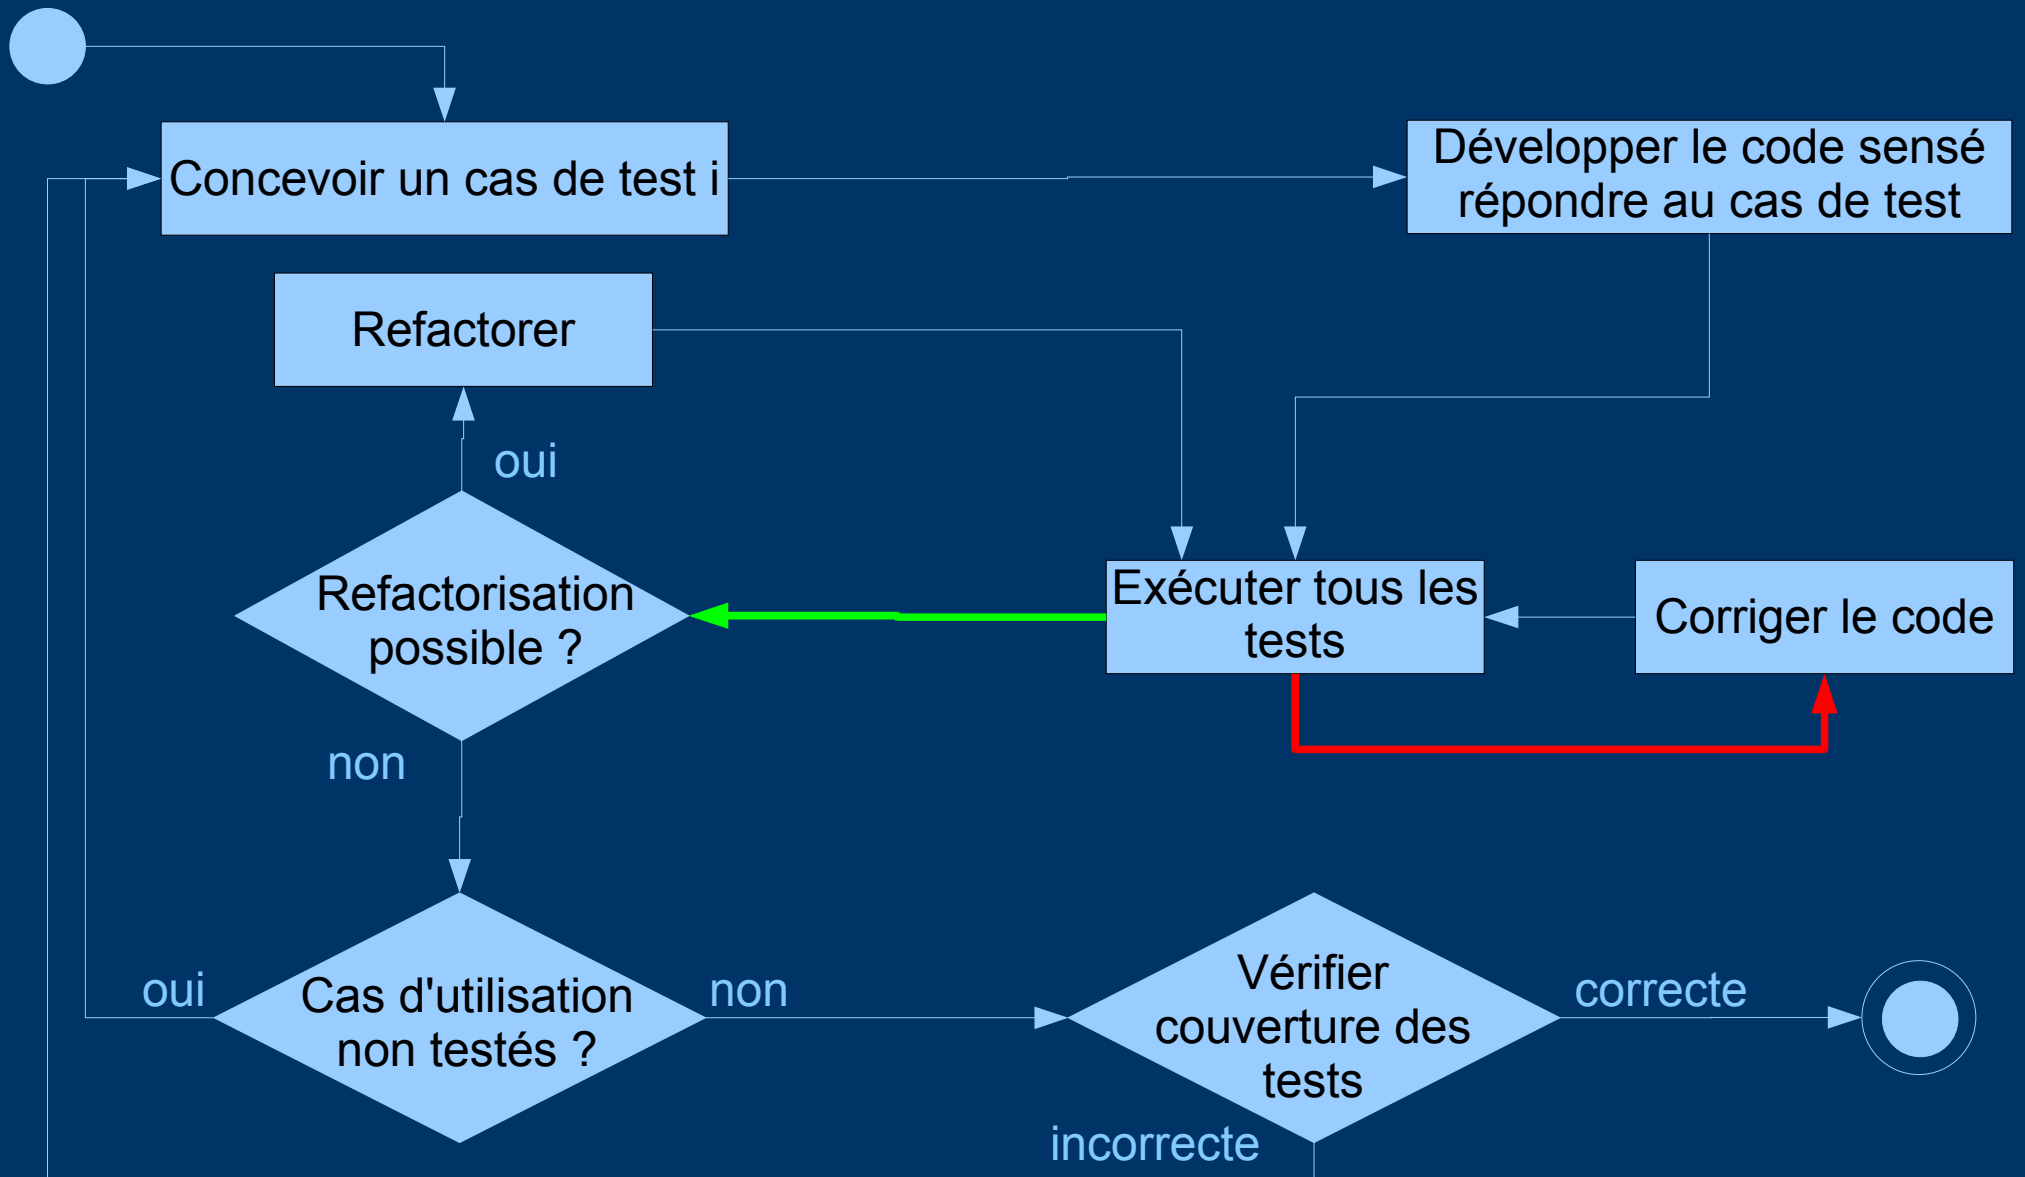 Concevoir un cas de test i
Développer le code sensé
répondre au cas de test
Refactorer
oui
Refactorisation
possible ?
Exécuter tous les
tests
Corriger le code
non
oui
Cas d'utilisation
non testés ?
non
Vérifier
couverture des
tests
correcte
incorrecte